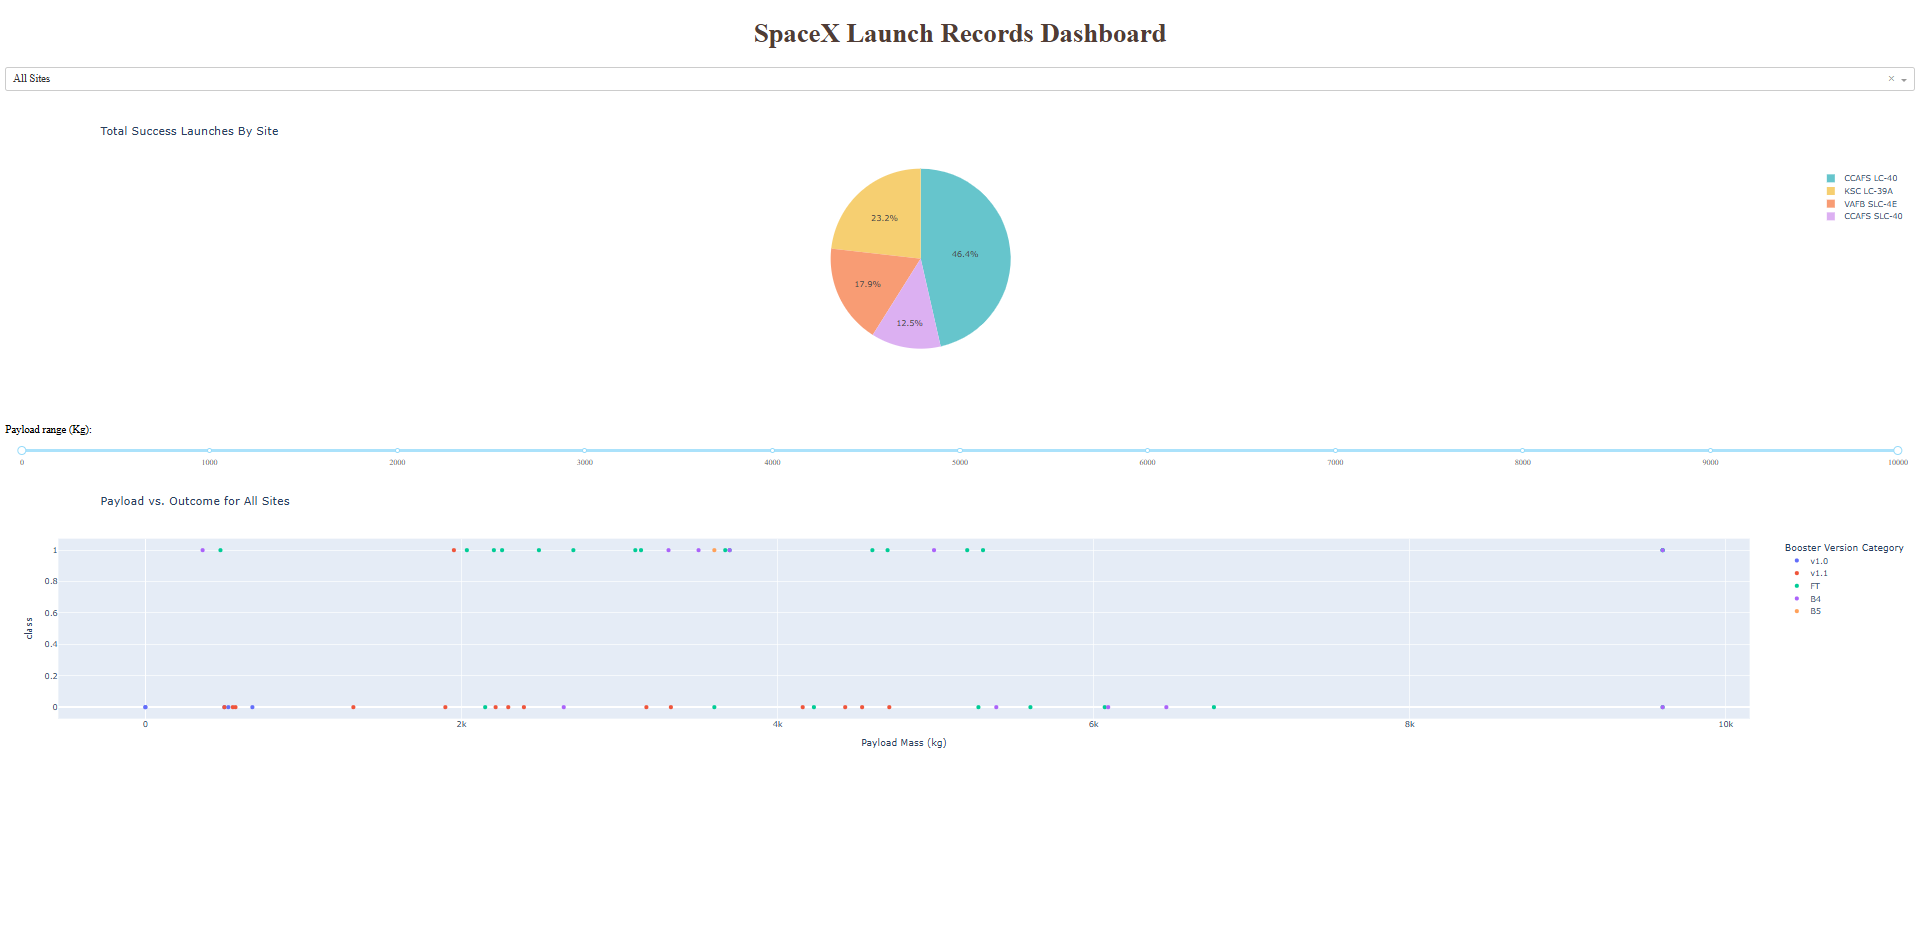 SpaceX Launch Records Dashboard
All Sites
×
Total Success Launches By Site
CCAFS LC-40
KSC LC-39A
VAFB SLC-4E
CCAFS SLC-40
23.2%
46.4%
17.9%
12.5%
Payload range (Kg):
0 1000 2000 3000 4000 5000 6000 7000 8000 9000 10000
Payload vs. Outcome for All Sites
Booster Version Category
v1.0
v1.1
FT
B4
B5
class
1
0.8
0.6
0.4
0.2
0
0 2k 4k 6k 8k 10k
Payload Mass (kg)